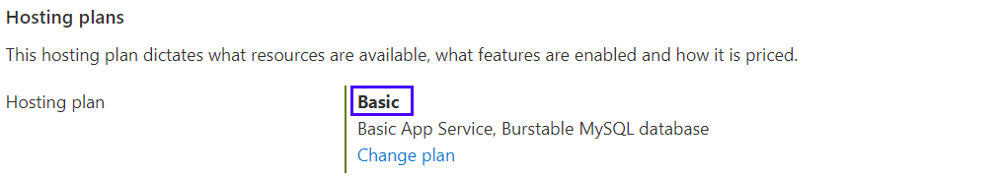 Hosting plans
This hosting plan dictates what resources are available, what features are enabled and how it is priced.
Hosting plan
Basic
Basic App Service, Burstable MySQL database
Change plan